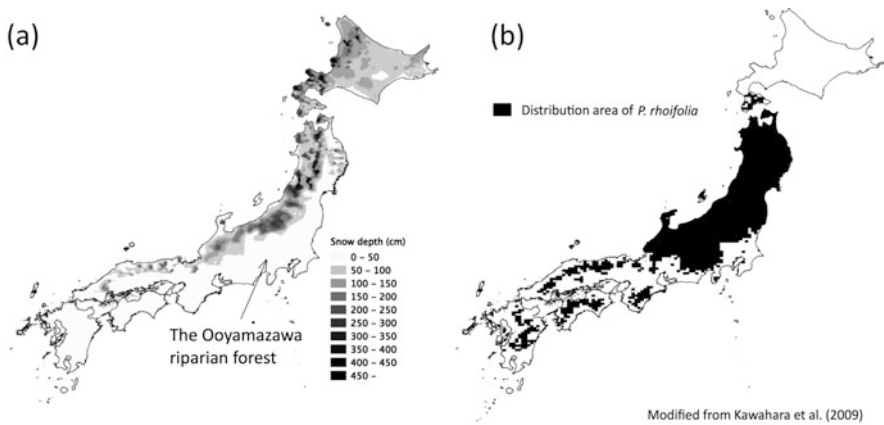 (a)
Snow depth (cm)
0 – 50
50 – 100
100 – 150
150 – 200
200 – 250
250 – 300
300 – 350
350 – 400
400 – 450
450 -
The Ooyamazawa
riparian forest
(b)
Distribution area of P. rhoifolia
Modified from Kawahara et al. (2009)